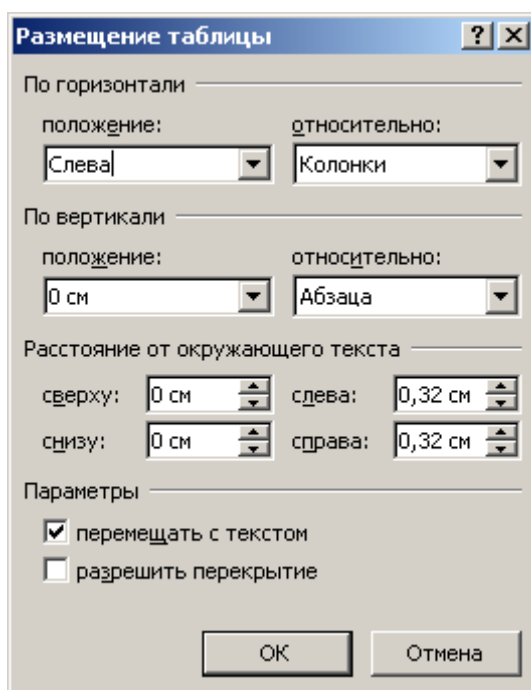 Размещение таблицы
По горизонтали
положение: относительно:
Слева Колонки
По вертикали
положение: относительно:
0 см Абзаца
Расстояние от окружающего текста
сверху: 0 см слева: 0,32 см
снизу: 0 см справа: 0,32 см
Параметры
перемещать с текстом
разрешить перекрытие
ОК Отмена